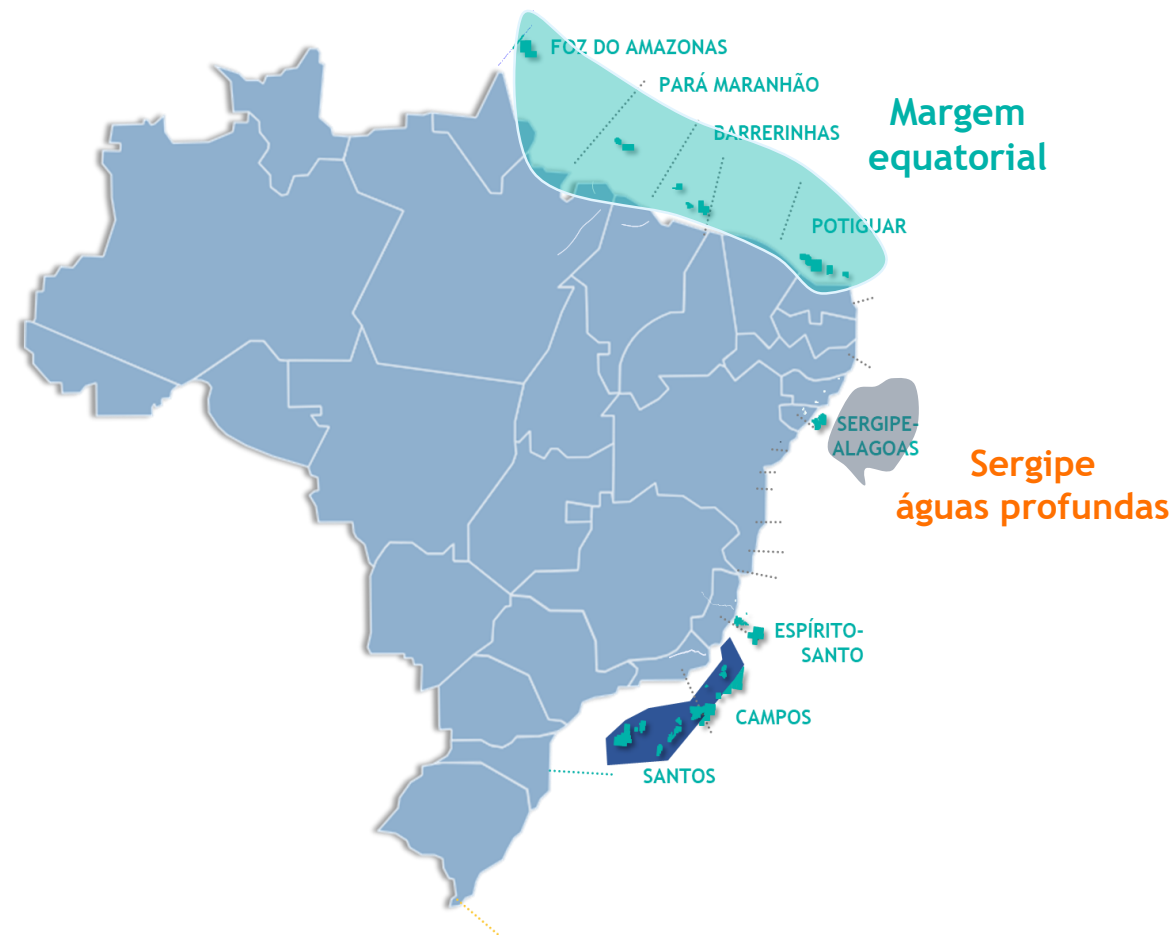 FOZ DO AMAZONAS
PARÁ MARANHÃO
BARRERINHAS
Margem
equatorial
POTIGUAR
SERGIPE-
ALAGOAS
Sergipe
águas profundas
ESPÍRITO-
SANTO
CAMPOS
SANTOS